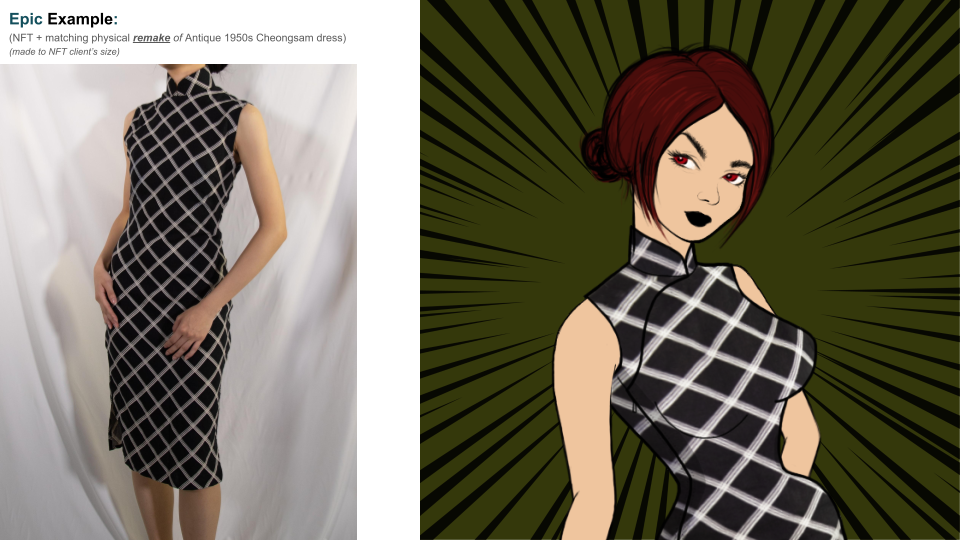 Epic Example:
(NFT + matching physical remake of Antique 1950s Cheongsam dress)
(made to NFT client's size)